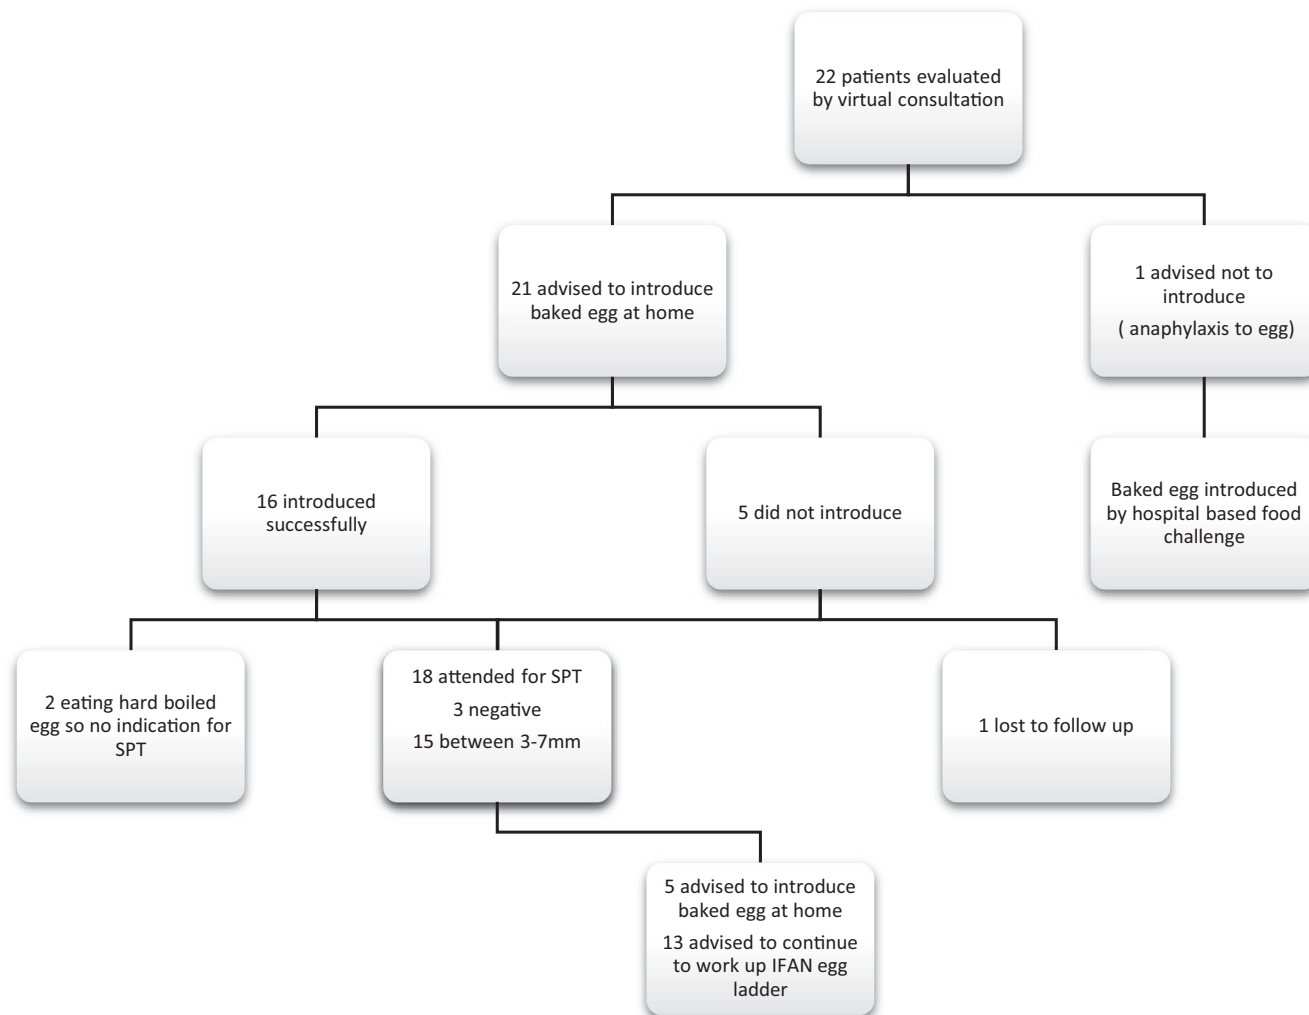 22 patients evaluated
by virtual consultation
21 advised to introduce
baked egg at home
1 advised not to
introduce
( anaphylaxis to egg)
16 introduced
successfully
5 did not introduce
Baked egg introduced
by hospital based food
challenge
2 eating hard boiled
egg so no indication for
SPT
18 attended for SPT
3 negative
15 between 3-7mm
1 lost to follow up
5 advised to introduce
baked egg at home
13 advised to continue
to work up IFAN egg
ladder